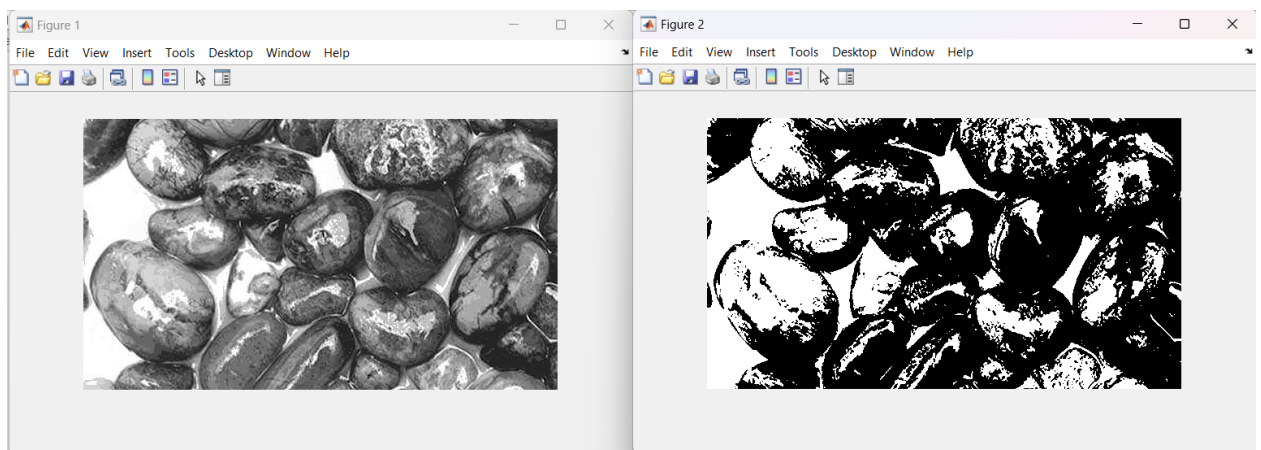 Figure 1
File Edit View Insert Tools Desktop Window Help
Figure 2
File Edit View Insert Tools Desktop Window Help